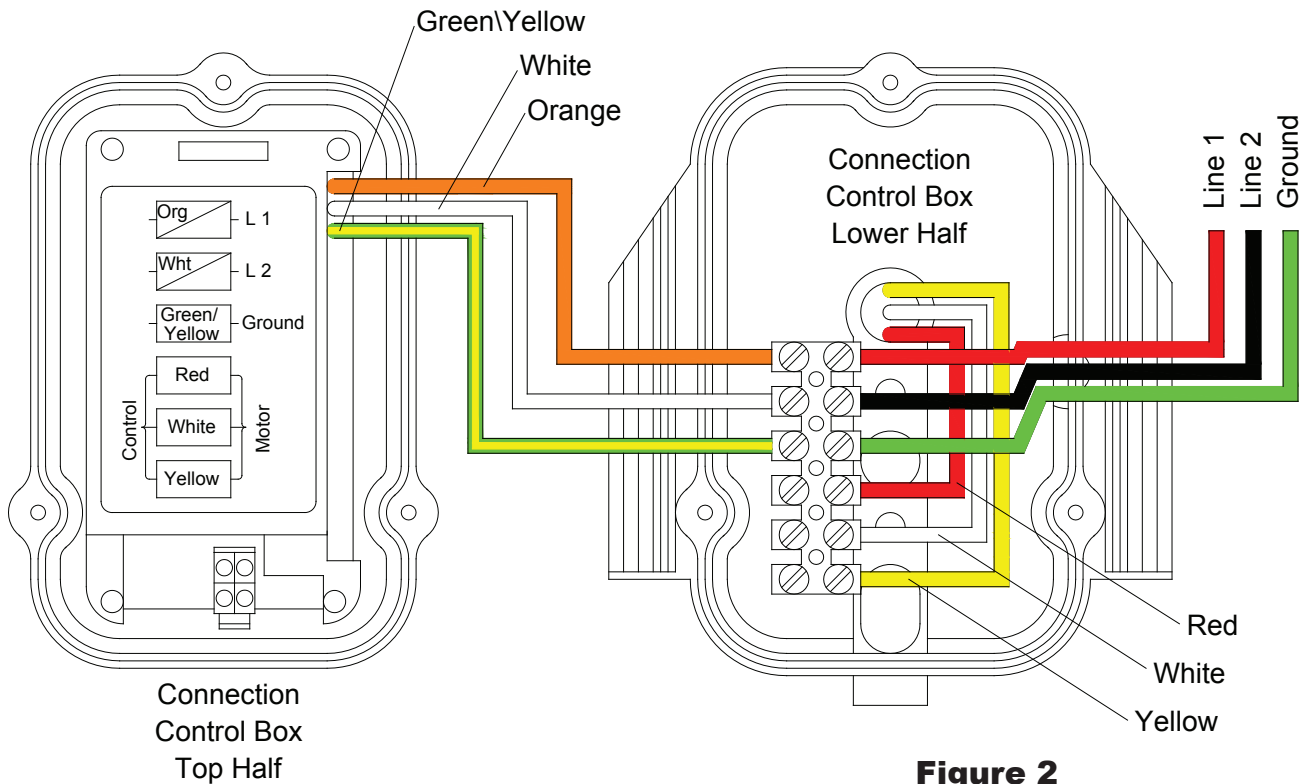 Green\Yellow
White
Orange
Org
L 1
Wht
L 2
Green/
Yellow
Ground
Red
White
Yellow
Control
Motor
Connection
Control Box
Top Half
Connection
Control Box
Lower Half
Line 1
Line 2
Ground
Red
White
Yellow
Figure 2